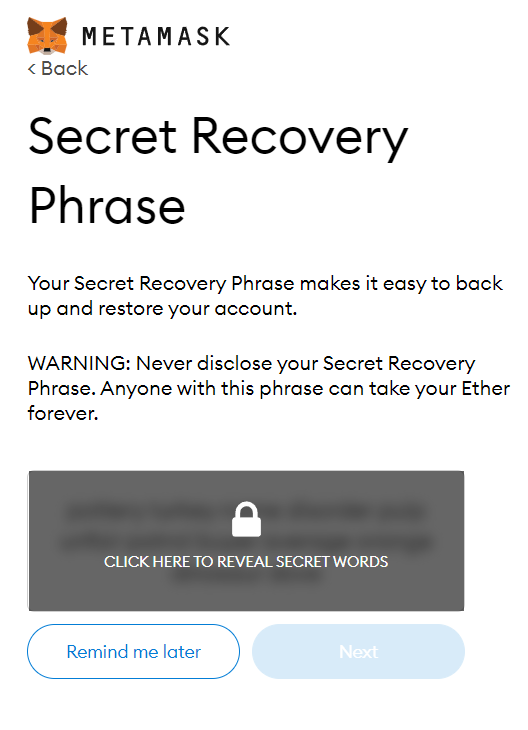 METAMASK
< Back
Secret Recovery
Phrase
Your Secret Recovery Phrase makes it easy to back
up and restore your account.
WARNING: Never disclose your Secret Recovery
Phrase. Anyone with this phrase can take your Ether
forever.
CLICK HERE TO REVEAL SECRET WORDS
Remind me later
Next